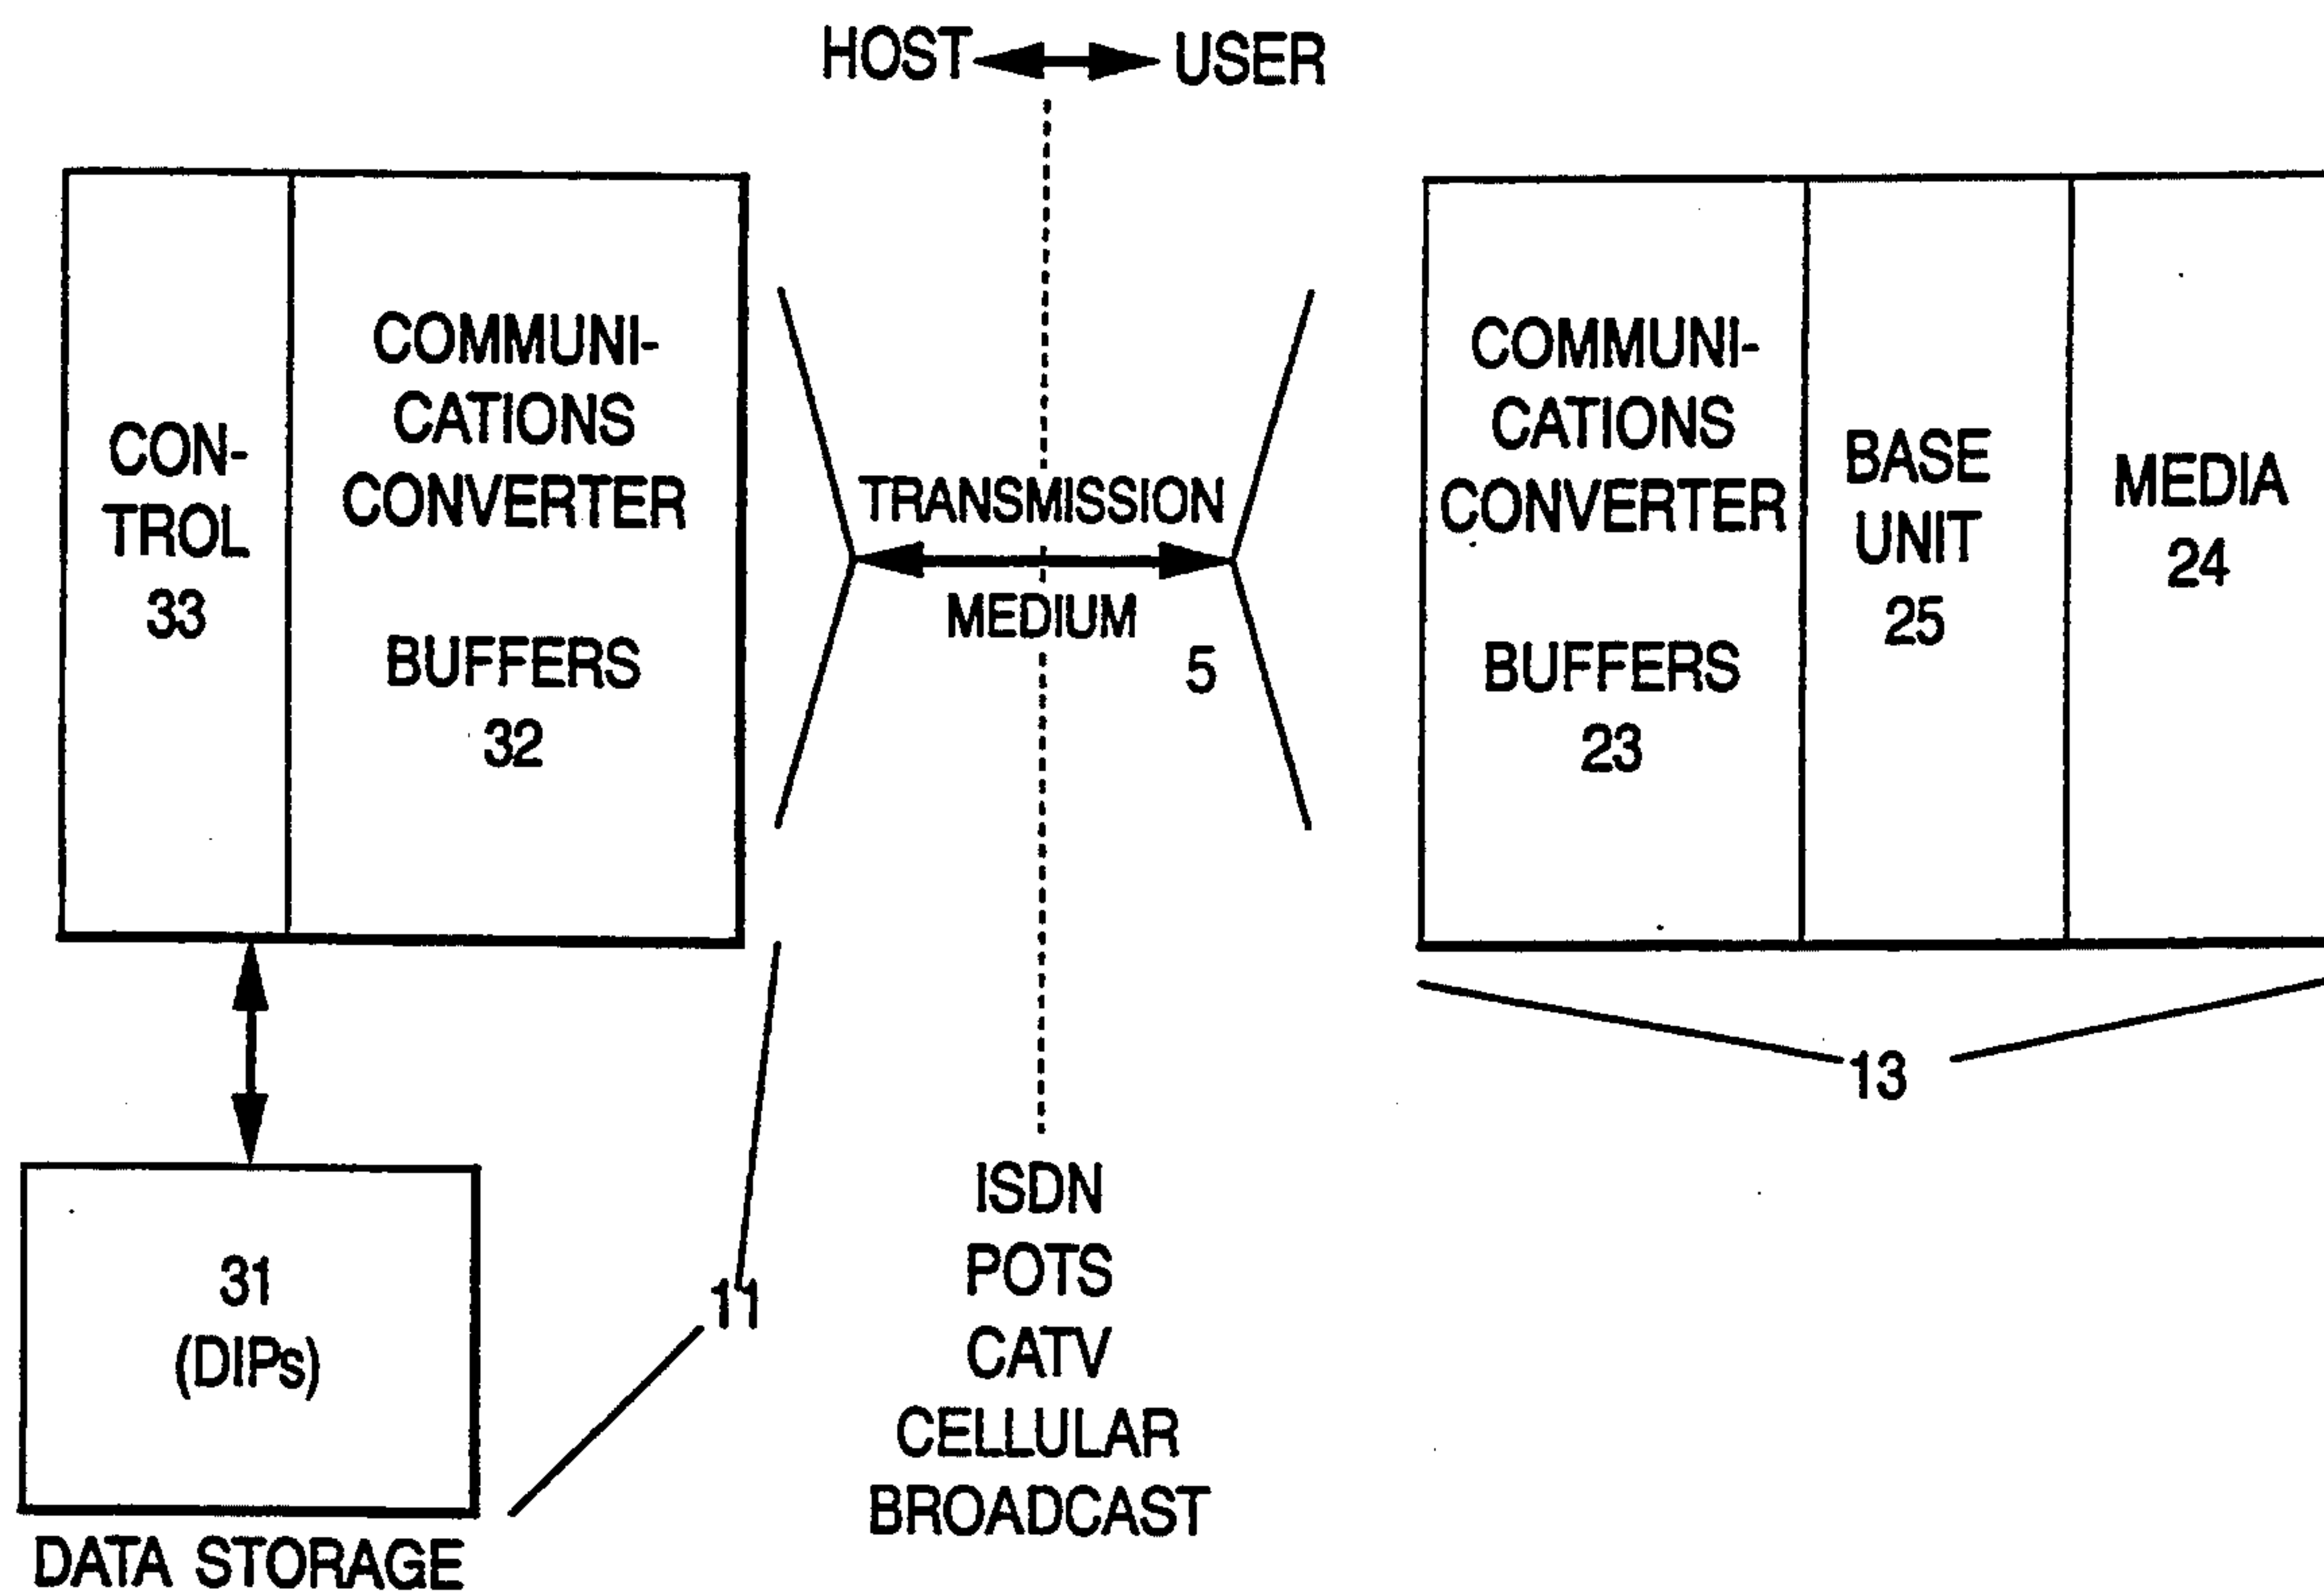 HOST USER
CON-
TROL
33
COMMUNI-
CATIONS
CONVERTER
BUFFERS
32
TRANSMISSION
MEDIUM
5
COMMUNI-
CATIONS
CONVERTER
BUFFERS
23
BASE
UNIT
25
MEDIA
24
13
11
31
(DIPs)
DATA STORAGE
ISDN
POTS
CATV
CELLULAR
BROADCAST